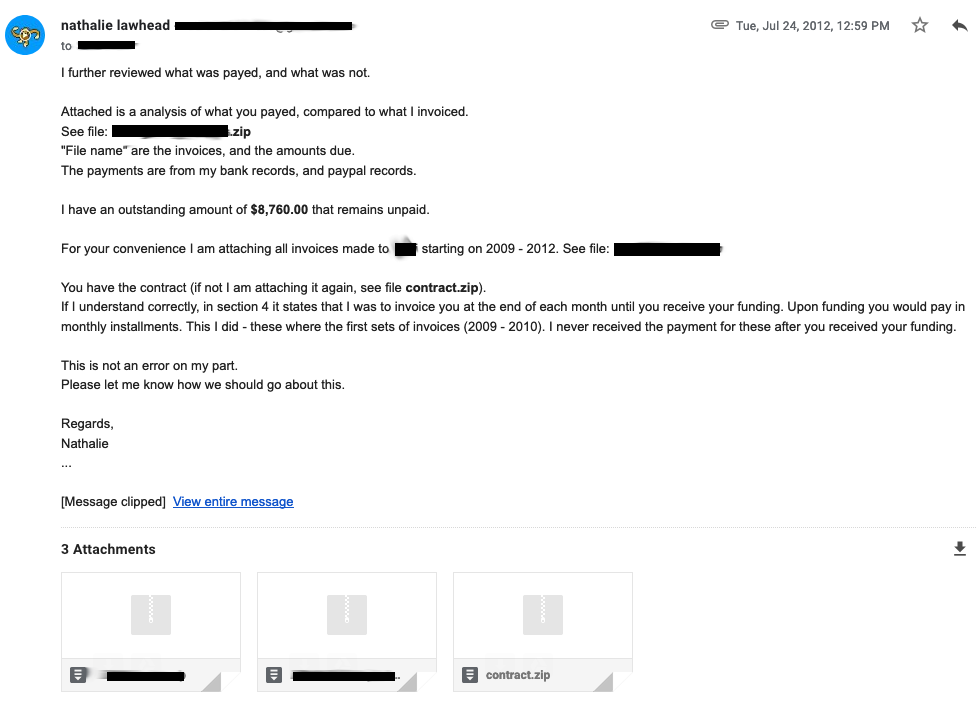 nathalie lawhead
Tue, Jul 24, 2012, 12:59 PM
to
I further reviewed what was payed, and what was not.
Attached is a analysis of what you payed, compared to what I invoiced.
See file: .zip
"File name" are the invoices, and the amounts due.
The payments are from my bank records, and paypal records.
I have an outstanding amount of $8,760.00 that remains unpaid.
For your convenience I am attaching all invoices made to starting on 2009 - 2012. See file:
You have the contract (if not I am attaching it again, see file contract.zip).
If I understand correctly, in section 4 it states that I was to invoice you at the end of each month until you receive your funding. Upon funding you would pay in
monthly installments. This I did - these where the first sets of invoices (2009 - 2010). I never received the payment for these after you received your funding.
This is not an error on my part.
Please let me know how we should go about this.
Regards,
Nathalie
...
[Message clipped] View entire message
3 Attachments
contract.zip